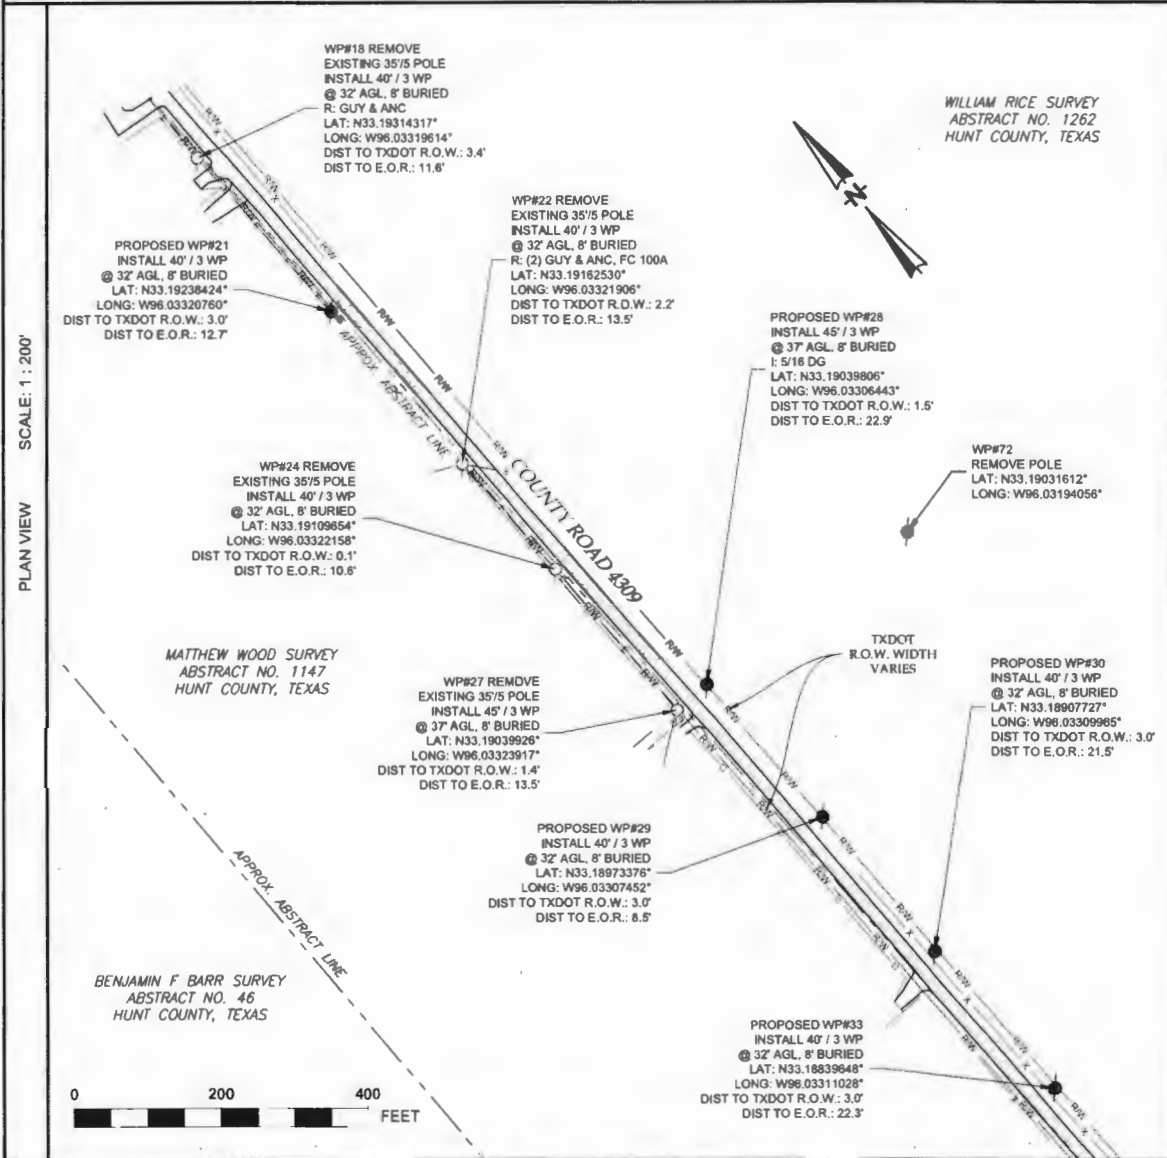 WP#18 REMOVE
EXISTING 35'/5 POLE
INSTALL 40' / 3 WP
@ 32' AGL, 8' BURIED
R: GUY & ANC
LAT: N33.19314317°
LONG: W96.03319614°
DIST TO TXDOT R.O.W.: 3.4'
DIST TO E.O.R.: 11.6'
WILLIAM RICE SURVEY
ABSTRACT NO. 1262
HUNT COUNTY, TEXAS
N
WP#22 REMOVE
EXISTING 35'/5 POLE
INSTALL 40' / 3 WP
@ 32' AGL, 8' BURIED
R: (2) GUY & ANC, FC 100A
LAT: N33.19162530°
LONG: W96.03321906°
DIST TO TXDOT R.O.W.: 2.2'
DIST TO E.O.R.: 13.5'
PROPOSED WP#21
INSTALL 40' / 3 WP
@ 32' AGL, 8' BURIED
LAT: N33.19238424°
LONG: W96.03320760°
DIST TO TXDOT R.O.W.: 3.0'
DIST TO E.O.R.: 12.7'
PROPOSED WP#28
INSTALL 45' / 3 WP
@ 37' AGL, 8' BURIED
I: 5/16 DG
LAT: N33.19039806°
LONG: W96.03306443°
DIST TO TXDOT R.O.W.: 1.5'
DIST TO E.O.R.: 22.9'
APPROX. ABSTRACT LINE
WP#72
REMOVE POLE
LAT: N33.19031612°
LONG: W96.03194056°
WP#24 REMOVE
EXISTING 35'/5 POLE
INSTALL 40' / 3 WP
@ 32' AGL, 8' BURIED
LAT: N33.19109654°
LONG: W96.03322158°
DIST TO TXDOT R.O.W.: 0.1'
DIST TO E.O.R.: 10.6'
COUNTY ROAD 4309
R/W
R/W
R/W
R/W
R/W
R/W
PLAN VIEW SCALE: 1 : 200'
TXDOT
R.O.W. WIDTH
VARIES
MATTHEW WOOD SURVEY
ABSTRACT NO. 1147
HUNT COUNTY, TEXAS
PROPOSED WP#30
INSTALL 40' / 3 WP
@ 32' AGL, 8' BURIED
LAT: N33.18907727°
LONG: W96.03309965°
DIST TO TXDOT R.O.W.: 3.0'
DIST TO E.O.R.: 21.5'
WP#27 REMOVE
EXISTING 35'/5 POLE
INSTALL 45' / 3 WP
@ 37' AGL, 8' BURIED
LAT: N33.19039926°
LONG: W96.03323917°
DIST TO TXDOT R.O.W.: 1.4'
DIST TO E.O.R.: 13.5'
PROPOSED WP#29
INSTALL 40' / 3 WP
@ 32' AGL, 8' BURIED
LAT: N33.18973376°
LONG: W96.03307452°
DIST TO TXDOT R.O.W.: 3.0'
DIST TO E.O.R.: 8.5'
APPROX. ABSTRACT LINE
BENJAMIN F BARR SURVEY
ABSTRACT NO. 46
HUNT COUNTY, TEXAS
PROPOSED WP#33
INSTALL 40' / 3 WP
@ 32' AGL, 8' BURIED
LAT: N33.18839648°
LONG: W96.03311028°
DIST TO TXDOT R.O.W.: 3.0'
DIST TO E.O.R.: 22.3'
0 200 400
FEET